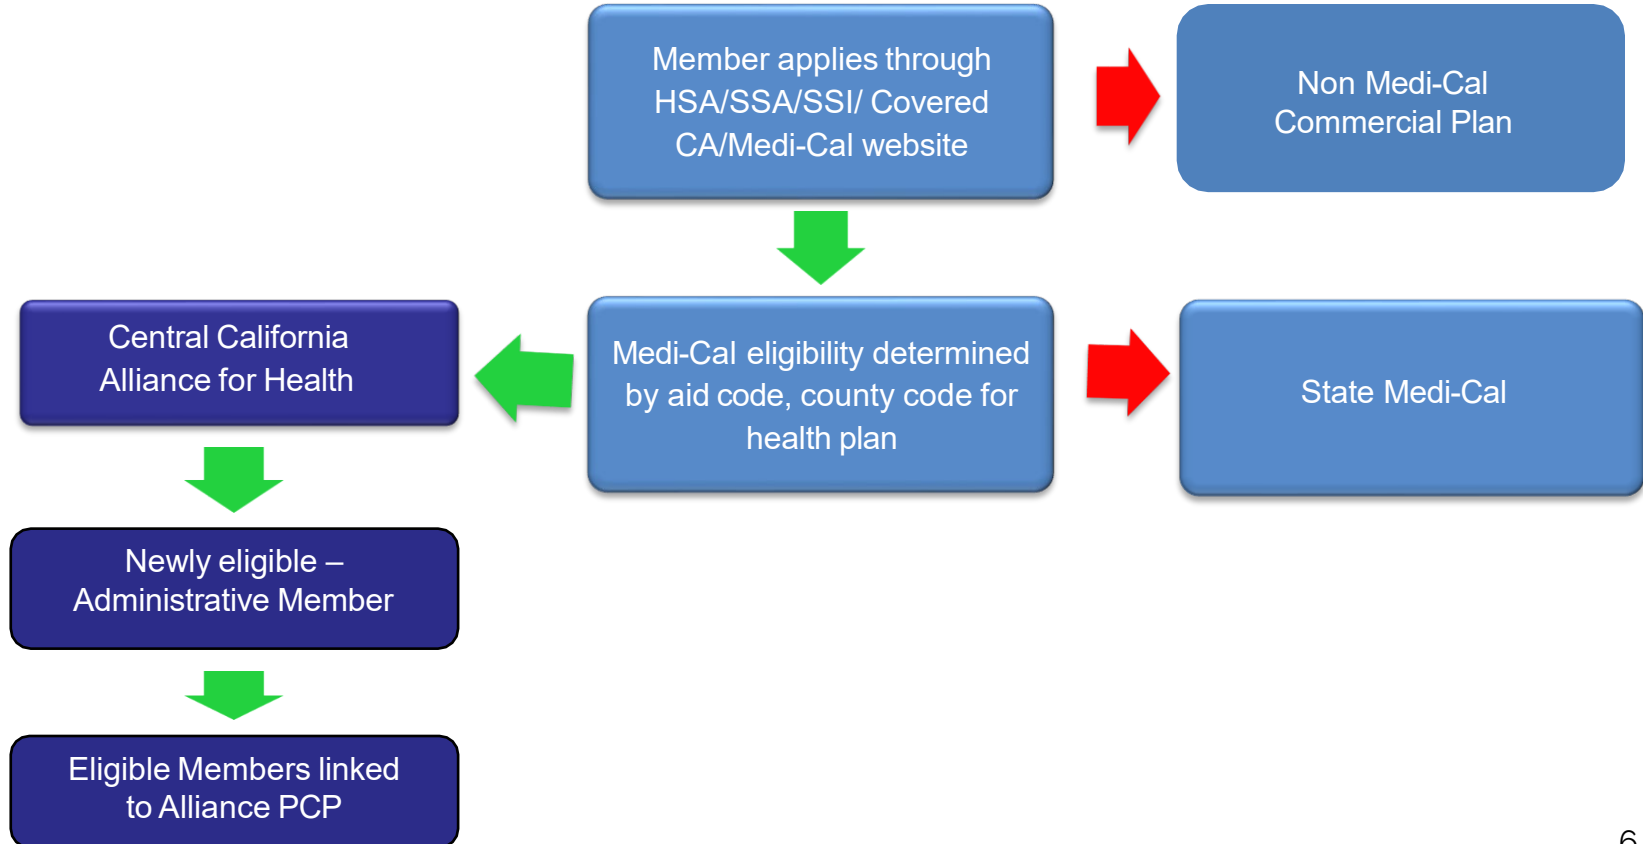 Member applies through
HSA/SSA/SSI/ Covered
CA/Medi-Cal website
Non Medi-Cal
Commercial Plan
Central California
Alliance for Health
Medi-Cal eligibility determined
by aid code, county code for
health plan
State Medi-Cal
Newly eligible –
Administrative Member
Eligible Members linked
to Alliance PCP
6